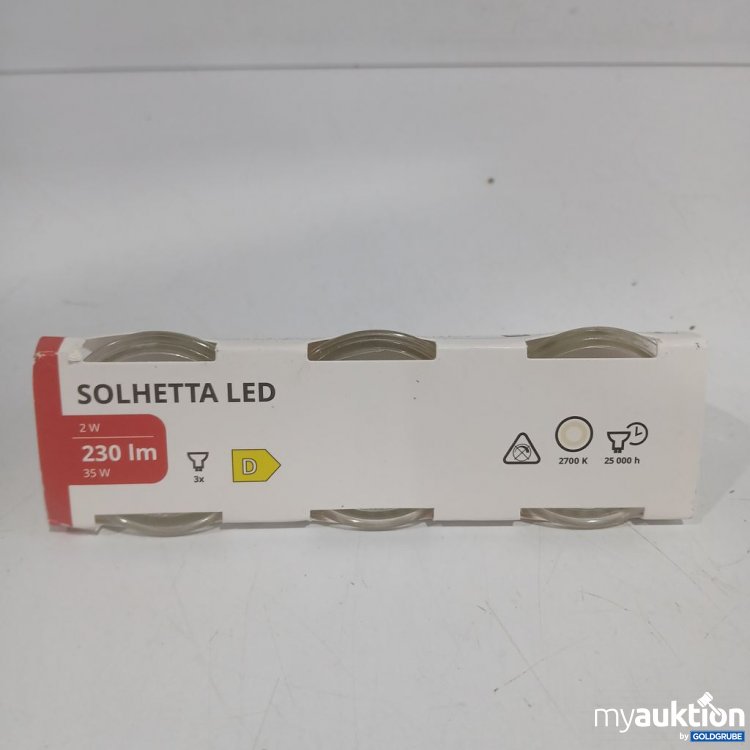 SOLHETTA LED
2 W
230 lm
35 W
3x
D
2700 K
25 000 h
myauktion
by GOLDGRUBE